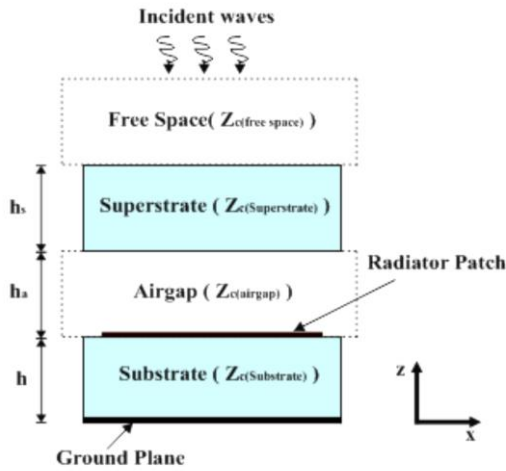 Incident waves
Free Space( Zc(free space) )
hs
Superstrate ( Zc(Superstrate) )
Radiator Patch
ha
Airgap ( Zc(airgap) )
h
Substrate ( Zc(Substrate) )
z
x
Ground Plane